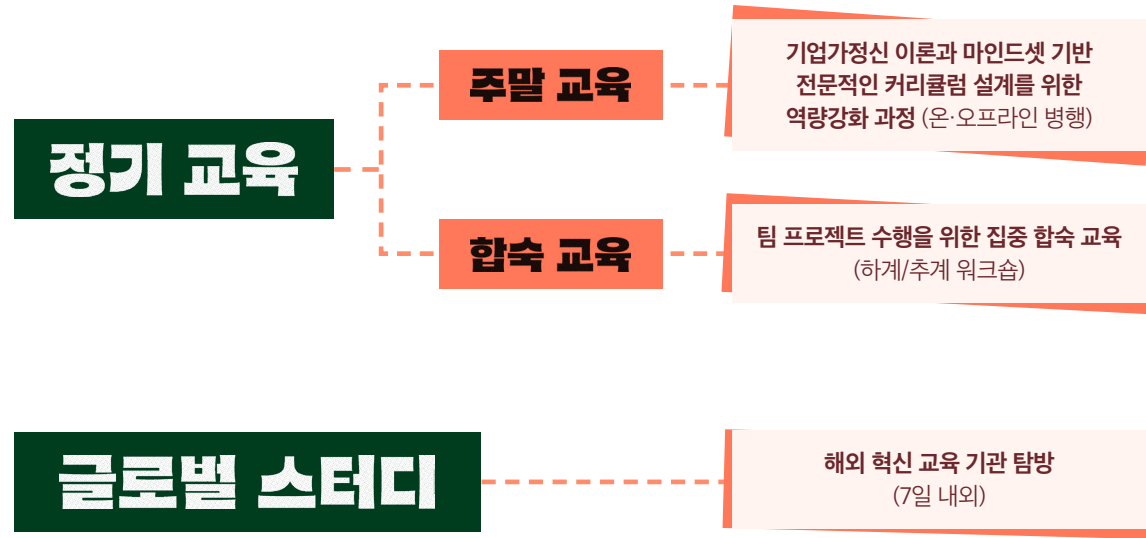 정기 교육
주말 교육
기업가정신 이론과 마인드셋 기반
전문적인 커리큘럼 설계를 위한
역량강화 과정 (온·오프라인 병행)
합숙 교육
팀 프로젝트 수행을 위한 집중 합숙 교육
(하계/추계 워크숍)
글로벌 스터디
해외 혁신 교육 기관 탐방
(7일 내외)